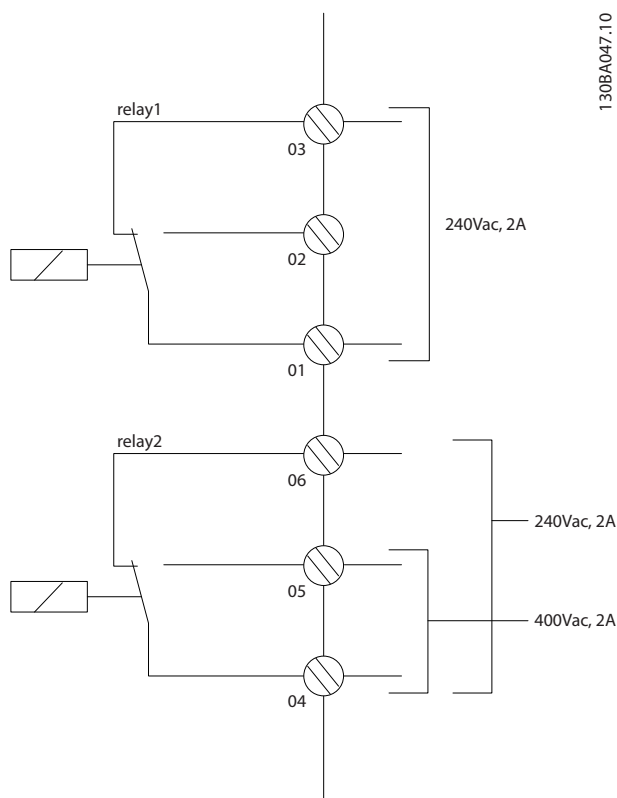 130BA047.10
relay1
03
240Vac, 2A
02
01
relay2
06
240Vac, 2A
05
400Vac, 2A
04